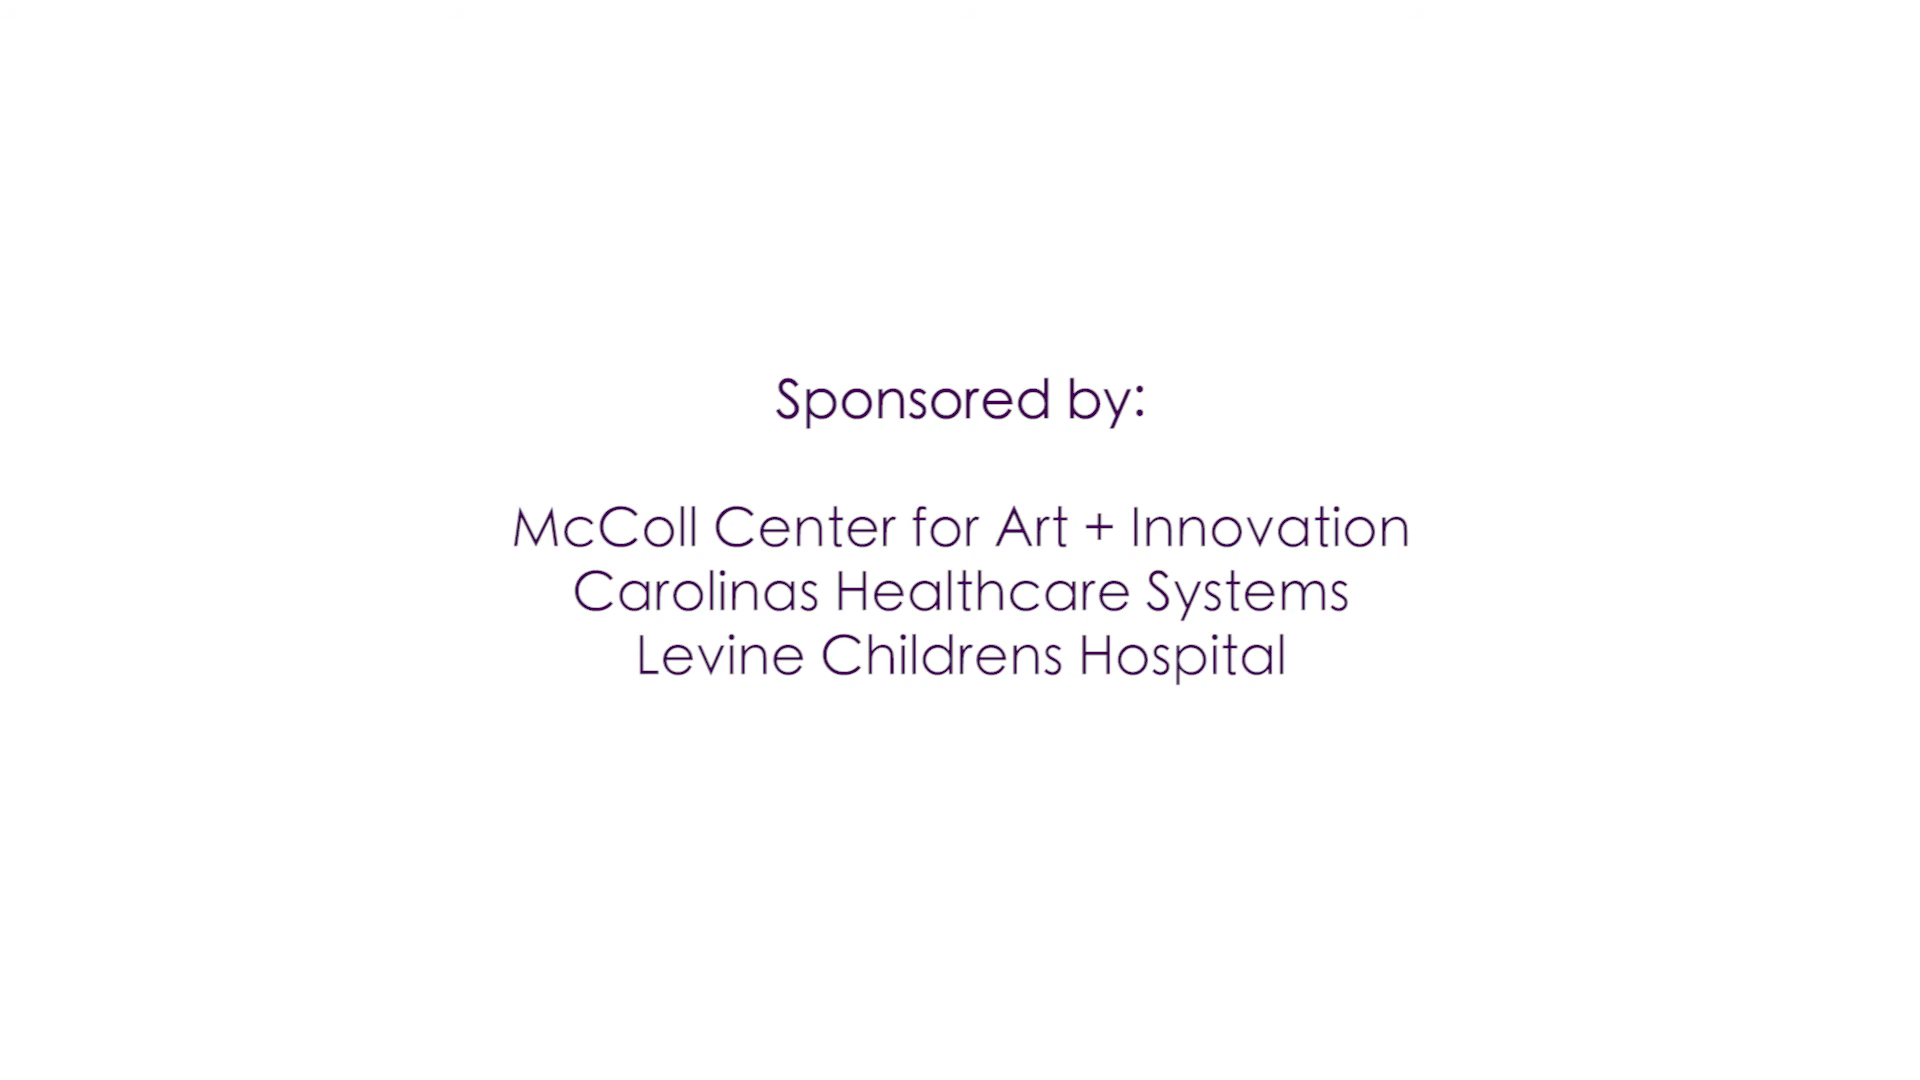 Sponsored by:
McColl Center for Art + Innovation
Carolinas Healthcare Systems
Levine Childrens Hospital